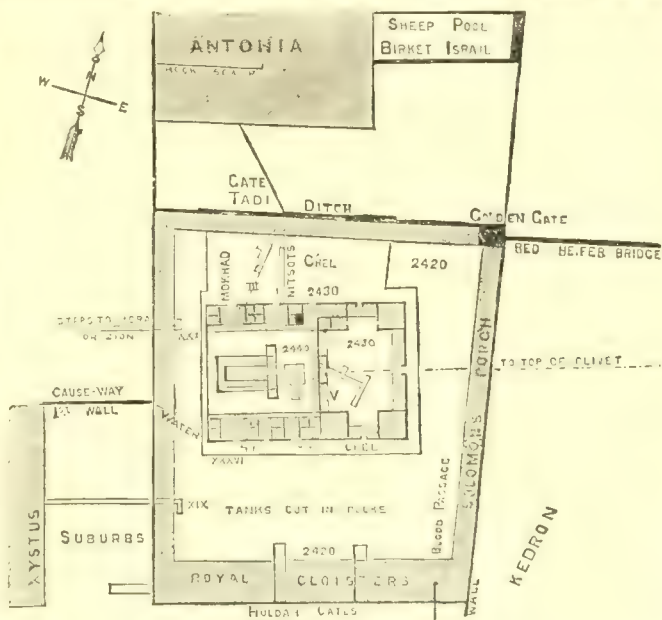 SHEEP POOL
BIRKET ISRAIL
ANTONIA
N
W
E
S
GATE
TADI
DITCH
GOLDEN GATE
RED HEIFER BRIDGE
MOKHAD
NITSOTS
CHEL
2420
2430
STEPS TO
OR ZION
XXX
2440
2430
PORCH
TO TOP OF OLIVET
CAUSE-WAY
WALL
WATER
V
CHEL
XXXVI
XIX
TANKS CUT IN
BLOOD PASSAGE
SOLOMONS
XYSTUS
SUBURBS
2420
KEDRON
ROYAL
CLOISTERS
WALL
HULDAH GATES